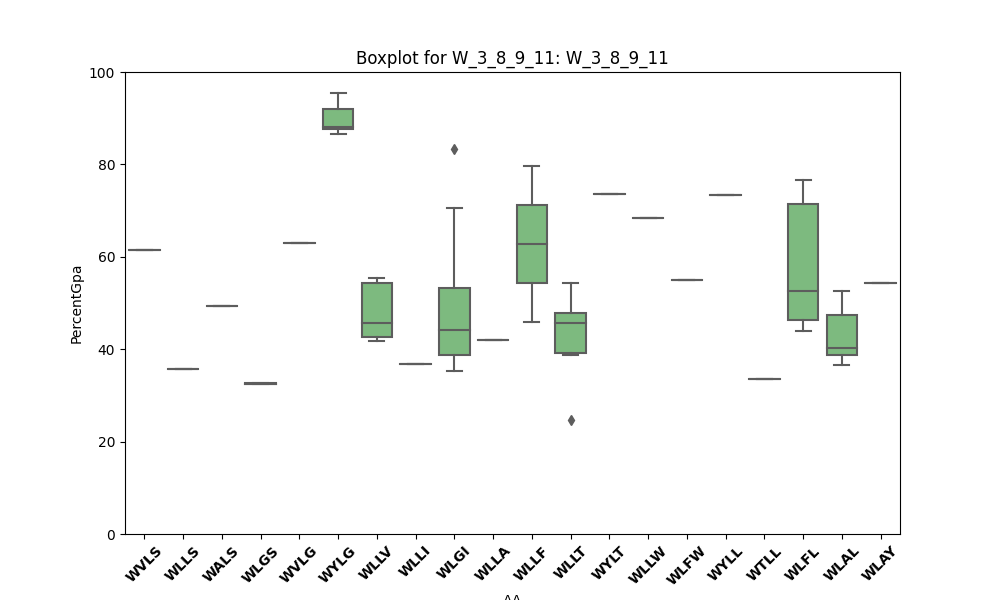 Boxplot for W_3_8_9_11: W_3_8_9_11
100
80
60
40
20
0
PercentGpa
WVLS
WLLS
WALS
WLGS
WVLG
WYLG
WLLV
WLLI
WLGI
WLLA
WLLF
WLLT
WYLT
WLLW
WLFW
WYLL
WTLL
WLFL
WLAL
WLAY
AA